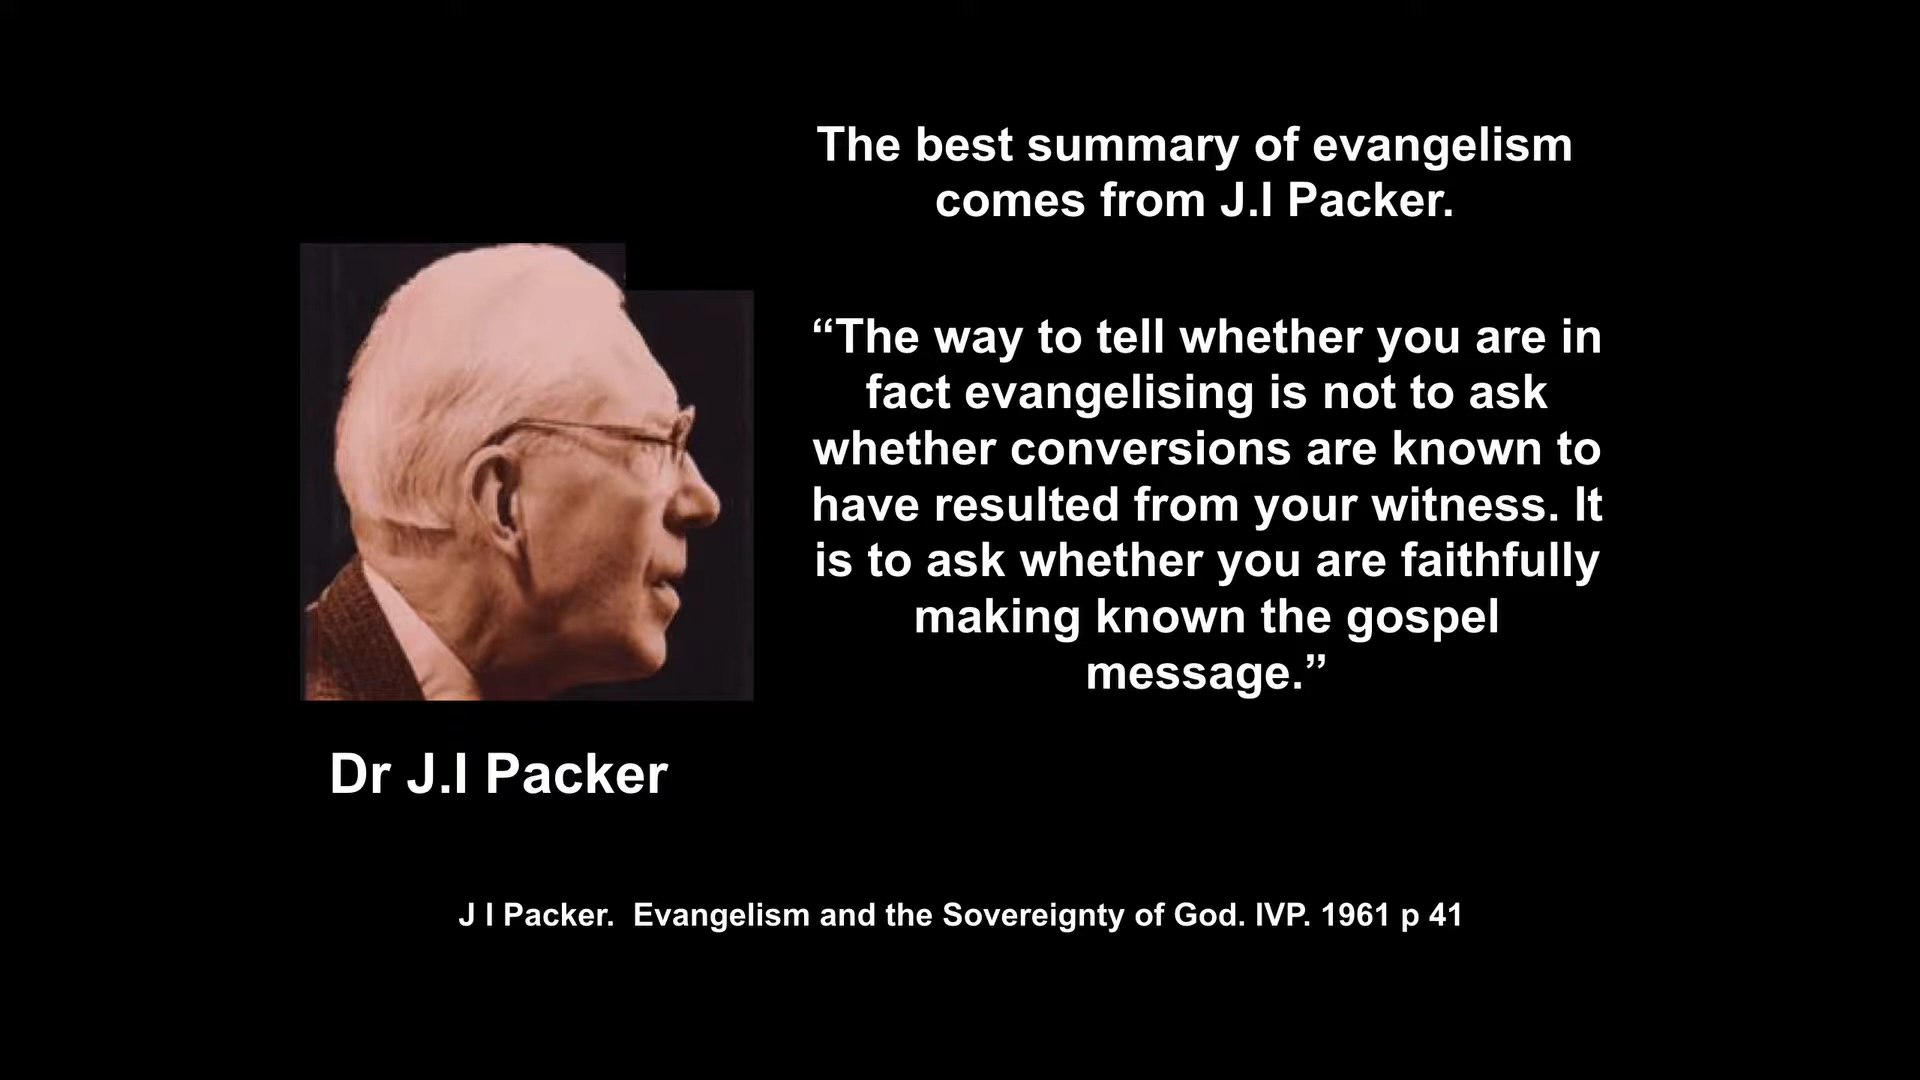 The best summary of evangelism
comes from J.I Packer.
“The way to tell whether you are in
fact evangelising is not to ask
whether conversions are known to
have resulted from your witness. It
is to ask whether you are faithfully
making known the gospel
message.”
Dr J.I Packer
J I Packer.  Evangelism and the Sovereignty of God. IVP. 1961 p 41